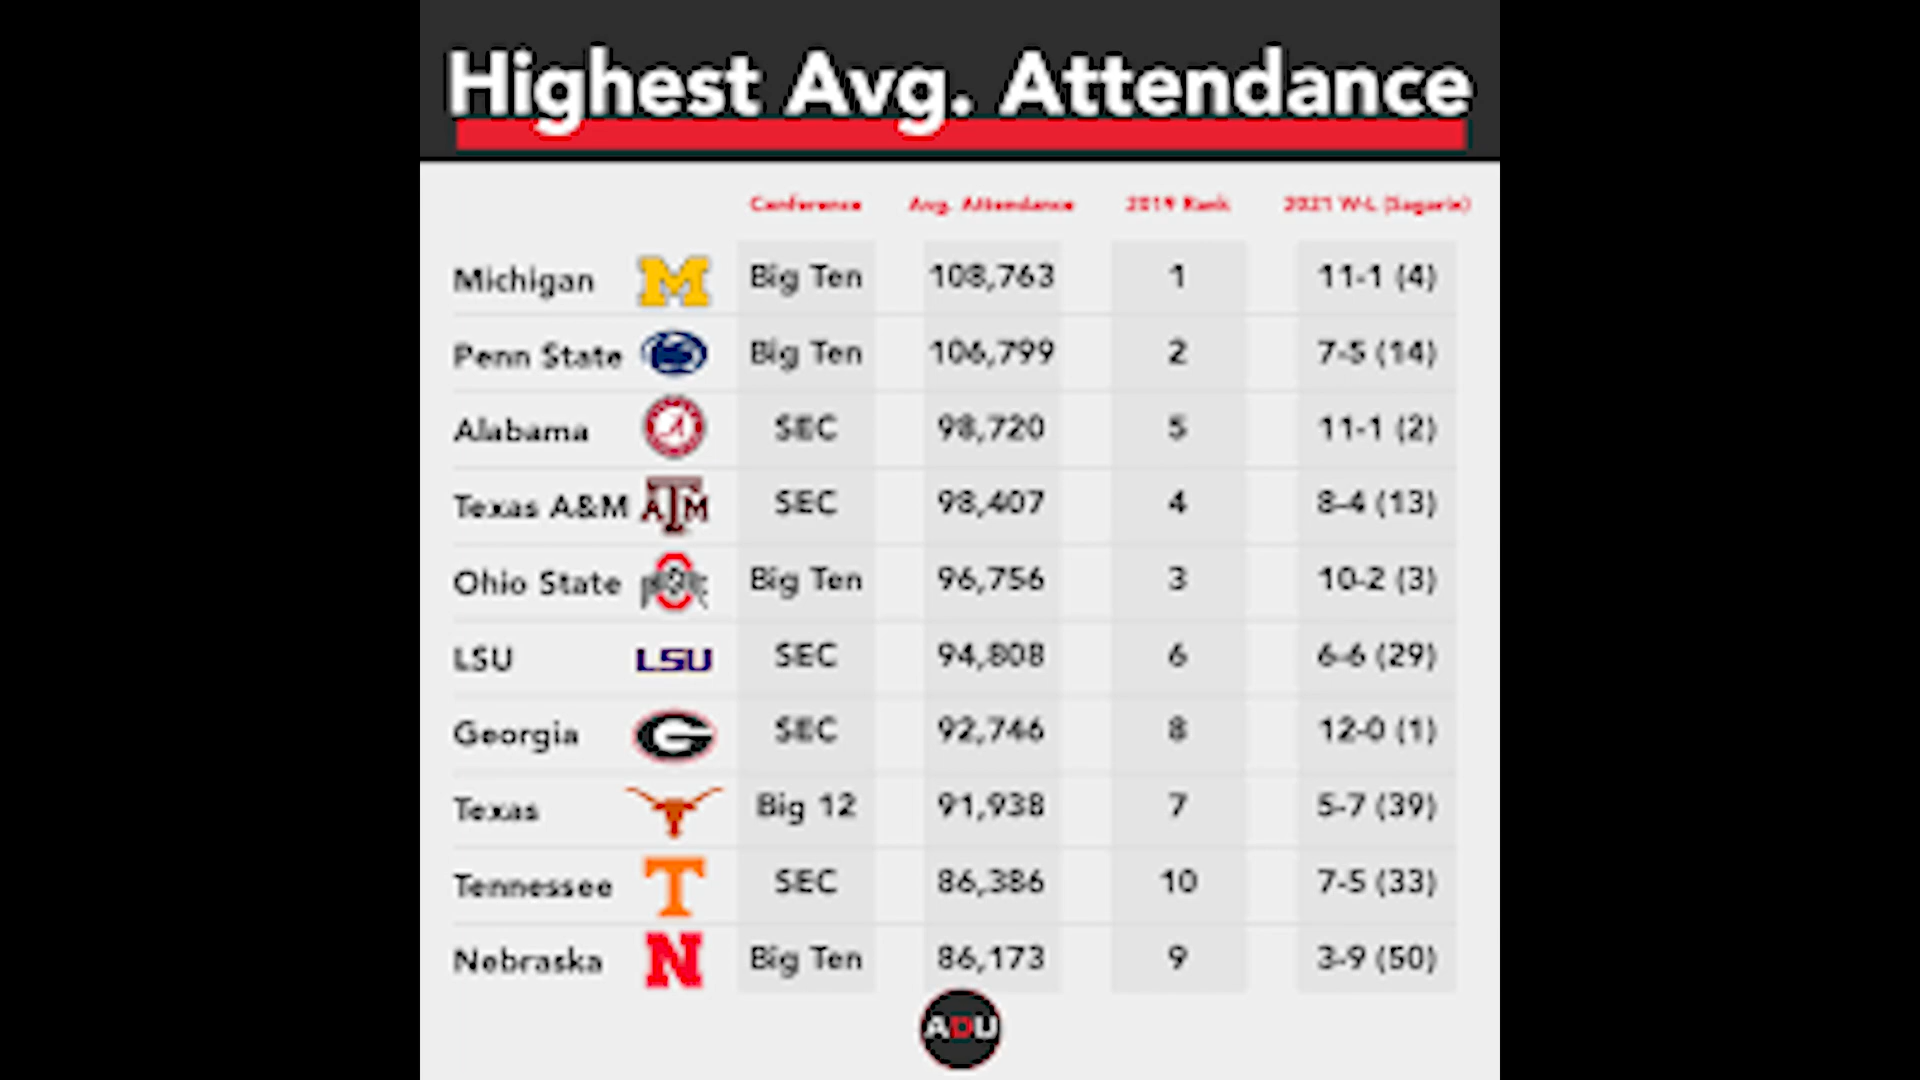 Highest Avg. Attendance
Conference Avg. Attendance 2019 Rank 2021 W-L (Sagarin)
Michigan M Big Ten 108,763 1 11-1 (4)
Penn State Big Ten 106,799 2 7-5 (14)
Alabama A SEC 98,720 5 11-1 (2)
Texas A&M ATM SEC 98,407 4 8-4 (13)
Ohio State Big Ten 96,756 3 10-2 (3)
LSU LSU SEC 94,808 6 6-6 (29)
Georgia G SEC 92,746 8 12-0 (1)
Texas Big 12 91,938 7 5-7 (39)
Tennessee T SEC 86,386 10 7-5 (33)
Nebraska N Big Ten 86,173 9 3-9 (50)
ADU